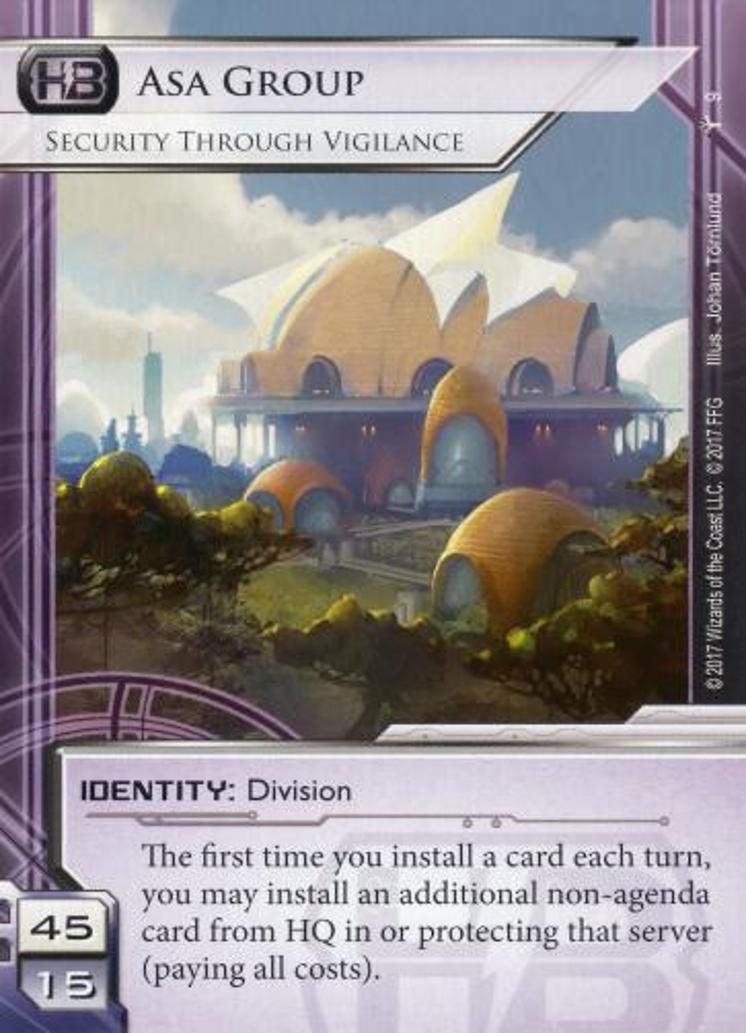 HB
ASA GROUP
SECURITY THROUGH VIGILANCE
9
Illus. Johan Törnlund
© 2017 Wizards of the Coast LLC. © 2017 FFG
IDENTITY: Division
The first time you install a card each turn,
you may install an additional non-agenda
card from HQ in or protecting that server
(paying all costs).
45
15